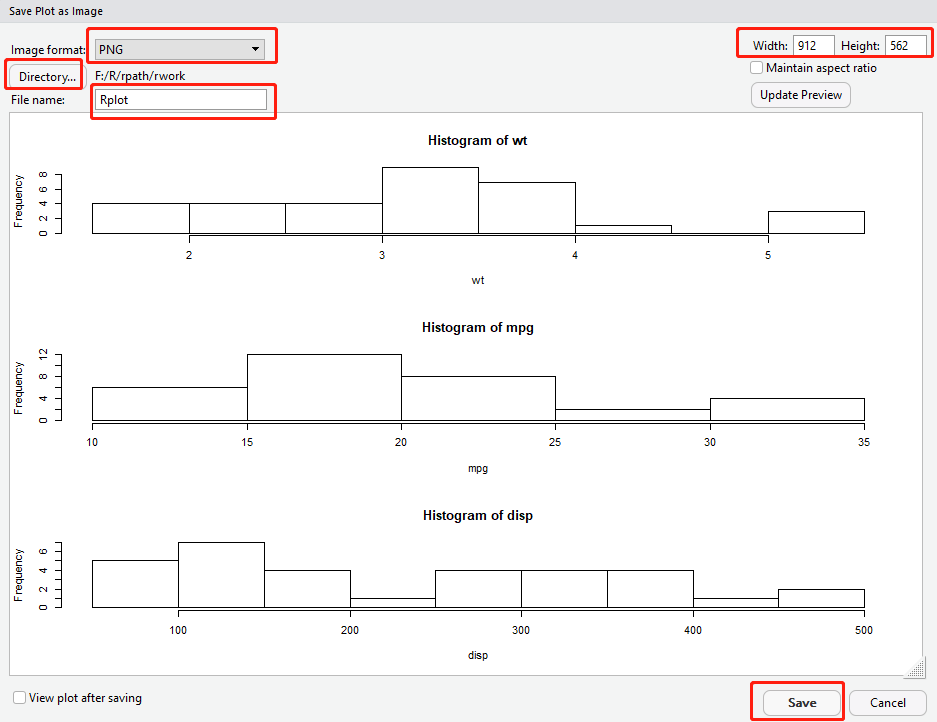 Save Plot as Image
Image format: PNG
Width: 912 Height: 562
Directory... F:/R/rpath/rwork
Maintain aspect ratio
File name: Rplot
Update Preview
Histogram of wt
Frequency
8
6
4
2
0
2 3 4 5
wt
Histogram of mpg
Frequency
12
8
4
0
10 15 20 25 30 35
mpg
Histogram of disp
Frequency
6
4
2
0
100 200 300 400 500
disp
View plot after saving
Save Cancel